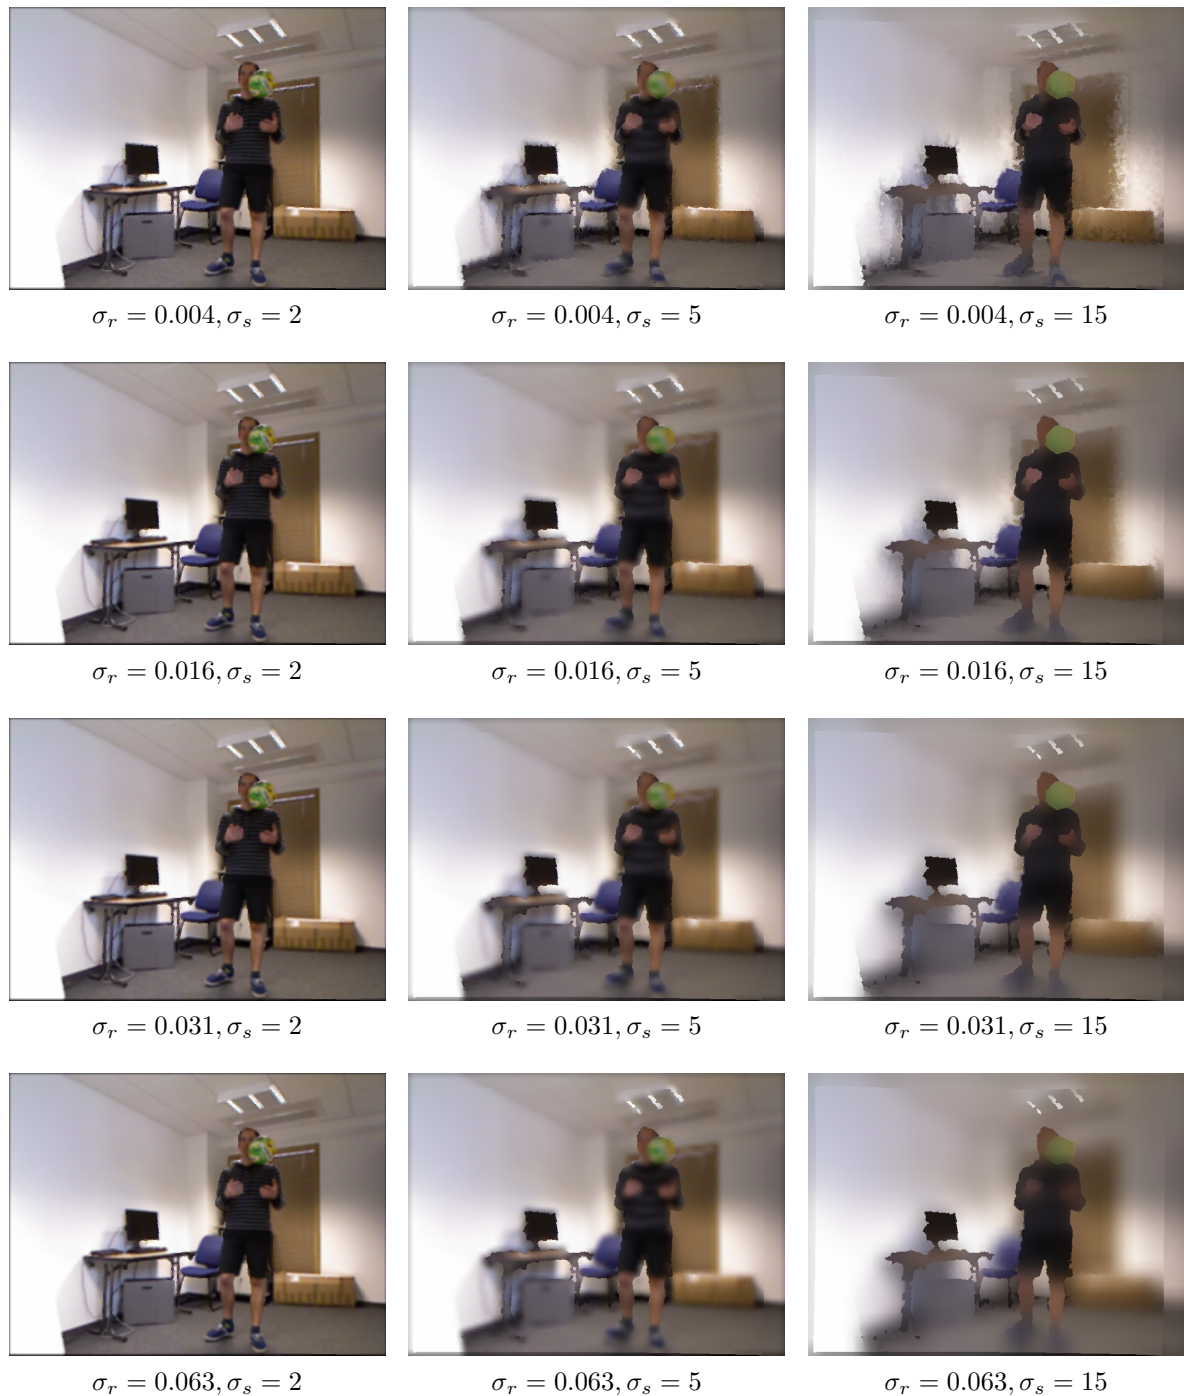 σr = 0.004, σs = 2
σr = 0.004, σs = 5
σr = 0.004, σs = 15
σr = 0.016, σs = 2
σr = 0.016, σs = 5
σr = 0.016, σs = 15
σr = 0.031, σs = 2
σr = 0.031, σs = 5
σr = 0.031, σs = 15
σr = 0.063, σs = 2
σr = 0.063, σs = 5
σr = 0.063, σs = 15